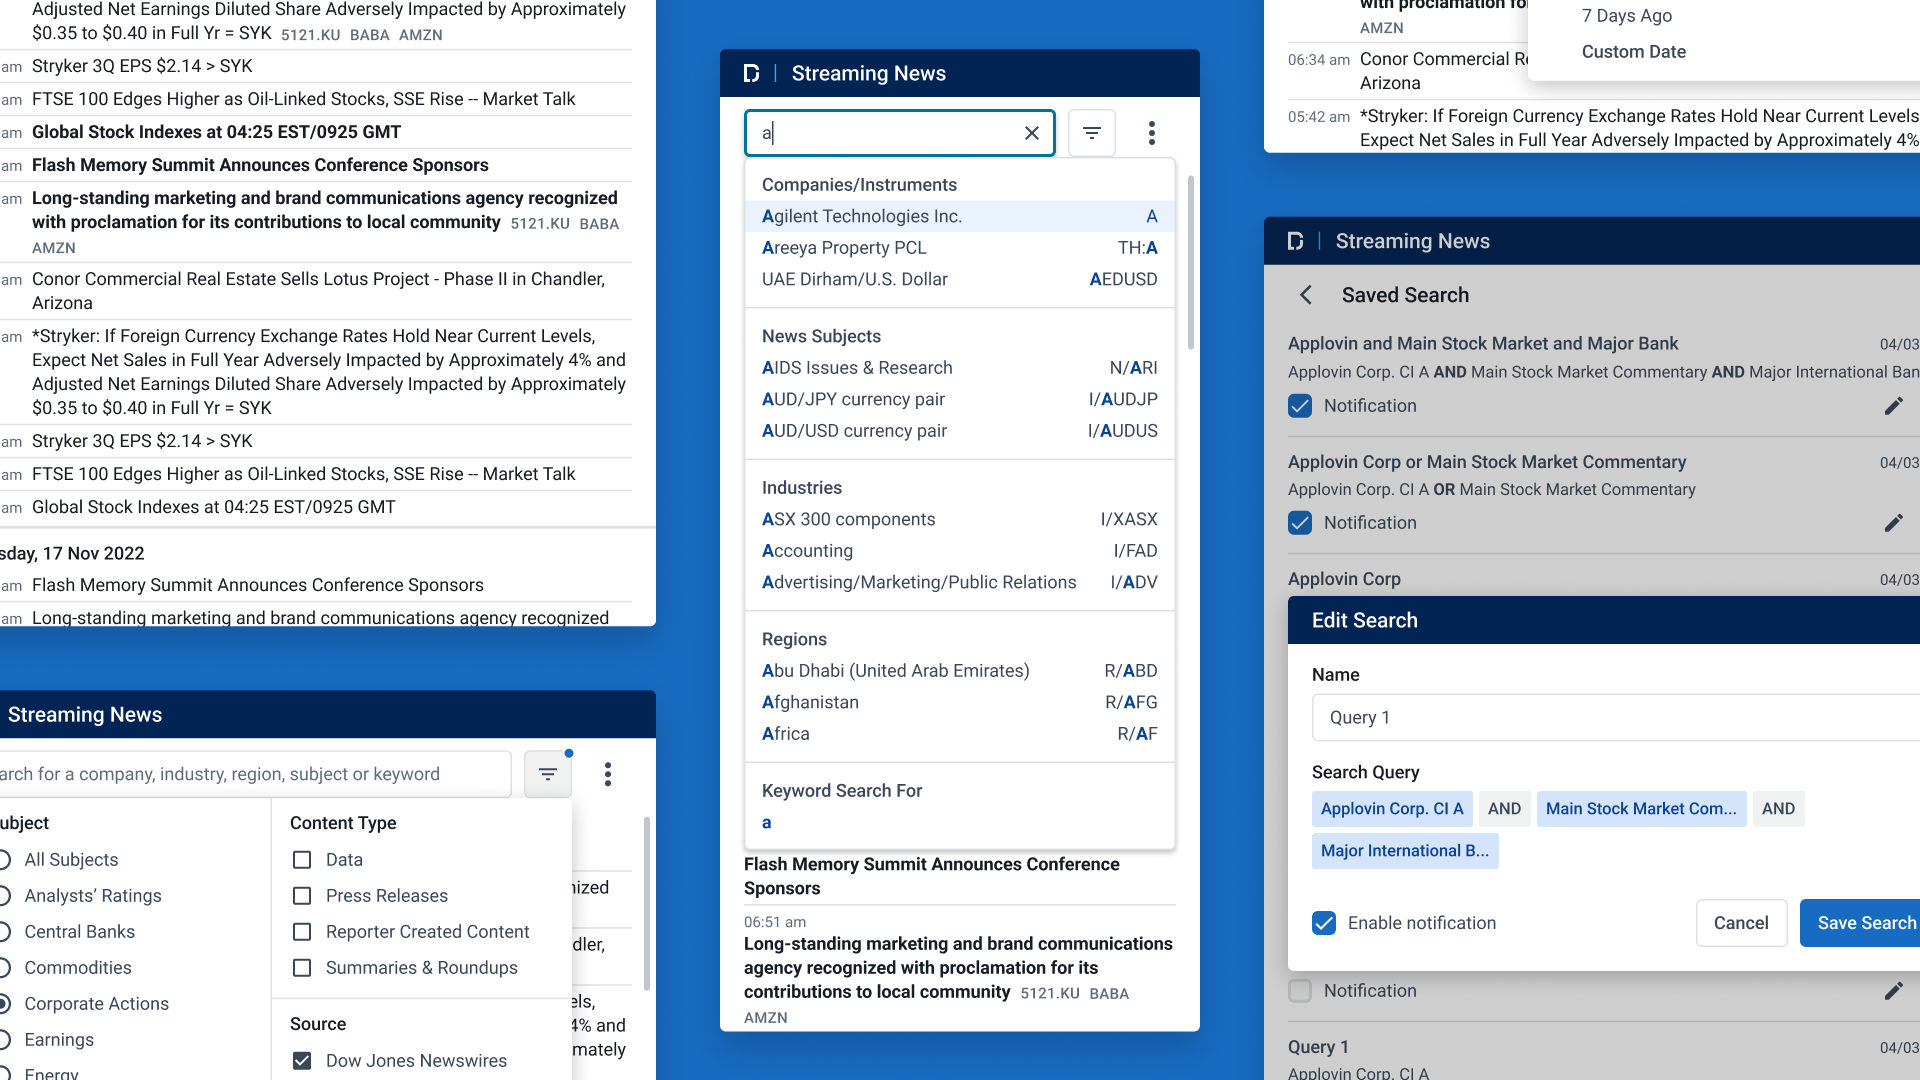 Adjusted Net Earnings Diluted Share Adversely Impacted by Approximately
$0.35 to $0.40 in Full Yr = SYK 5121.KU BABA AMZN
am Stryker 3Q EPS $2.14 > SYK
am FTSE 100 Edges Higher as Oil-Linked Stocks, SSE Rise -- Market Talk
am Global Stock Indexes at 04:25 EST/0925 GMT
am Flash Memory Summit Announces Conference Sponsors
am Long-standing marketing and brand communications agency recognized
with proclamation for its contributions to local community 5121.KU BABA
AMZN
am Conor Commercial Real Estate Sells Lotus Project - Phase II in Chandler,
Arizona
am *Stryker: If Foreign Currency Exchange Rates Hold Near Current Levels,
Expect Net Sales in Full Year Adversely Impacted by Approximately 4% and
Adjusted Net Earnings Diluted Share Adversely Impacted by Approximately
$0.35 to $0.40 in Full Yr = SYK
am Stryker 3Q EPS $2.14 > SYK
am FTSE 100 Edges Higher as Oil-Linked Stocks, SSE Rise -- Market Talk
am Global Stock Indexes at 04:25 EST/0925 GMT
sday, 17 Nov 2022
am Flash Memory Summit Announces Conference Sponsors
am Long-standing marketing and brand communications agency recognized
Streaming News
arch for a company, industry, region, subject or keyword
ubject
All Subjects
Analysts’ Ratings
Central Banks
Commodities
Corporate Actions
Earnings
Energy
Content Type
Data
Press Releases
Reporter Created Content
Summaries & Roundups
Source
Dow Jones Newswires
nized
dler,
els,
4% and
mately
D | Streaming News
a
Companies/Instruments
Agilent Technologies Inc. A
Areeya Property PCL TH:A
UAE Dirham/U.S. Dollar AEDUSD
News Subjects
AIDS Issues & Research N/ARI
AUD/JPY currency pair I/AUDJP
AUD/USD currency pair I/AUDUS
Industries
ASX 300 components I/XASX
Accounting I/FAD
Advertising/Marketing/Public Relations I/ADV
Regions
Abu Dhabi (United Arab Emirates) R/ABD
Afghanistan R/AFG
Africa R/AF
Keyword Search For
a
Flash Memory Summit Announces Conference
Sponsors
06:51 am
Long-standing marketing and brand communications
agency recognized with proclamation for its
contributions to local community 5121.KU BABA
AMZN
with proclamation fo
AMZN
06:34 am Conor Commercial R
Arizona
05:42 am *Stryker: If Foreign Currency Exchange Rates Hold Near Current Levels
Expect Net Sales in Full Year Adversely Impacted by Approximately 4%
7 Days Ago
Custom Date
D | Streaming News
Saved Search
Applovin and Main Stock Market and Major Bank 04/03
Applovin Corp. CI A AND Main Stock Market Commentary AND Major International Ban
Notification
Applovin Corp or Main Stock Market Commentary 04/03
Applovin Corp. CI A OR Main Stock Market Commentary
Notification
Applovin Corp 04/03
Edit Search
Name
Query 1
Search Query
Applovin Corp. CI A AND Main Stock Market Com... AND
Major International B...
Enable notification Cancel Save Search
Notification
Query 1 04/03
Applovin Corp. CI A